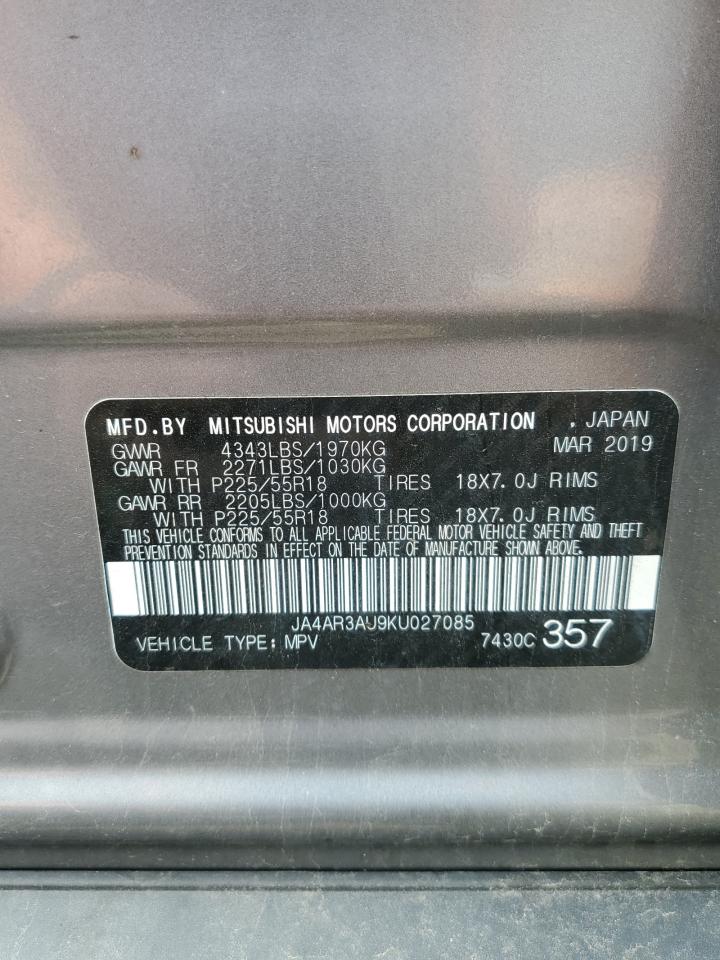 MFD.BY MITSUBISHI MOTORS CORPORATION . JAPAN
GVWR 4343LBS/1970KG MAR 2019
GAWR FR 2271LBS/1030KG
WITH P225/55R18 TIRES 18X7.0J RIMS
GAWR RR 2205LBS/1000KG
WITH P225/55R18 TIRES 18X7.0J RIMS
THIS VEHICLE CONFORMS TO ALL APPLICABLE FEDERAL MOTOR VEHICLE SAFETY AND THEFT
PREVENTION STANDARDS IN EFFECT ON THE DATE OF MANUFACTURE SHOWN ABOVE.
JA4AR3AU9KU027085
VEHICLE TYPE: MPV 7430C 357